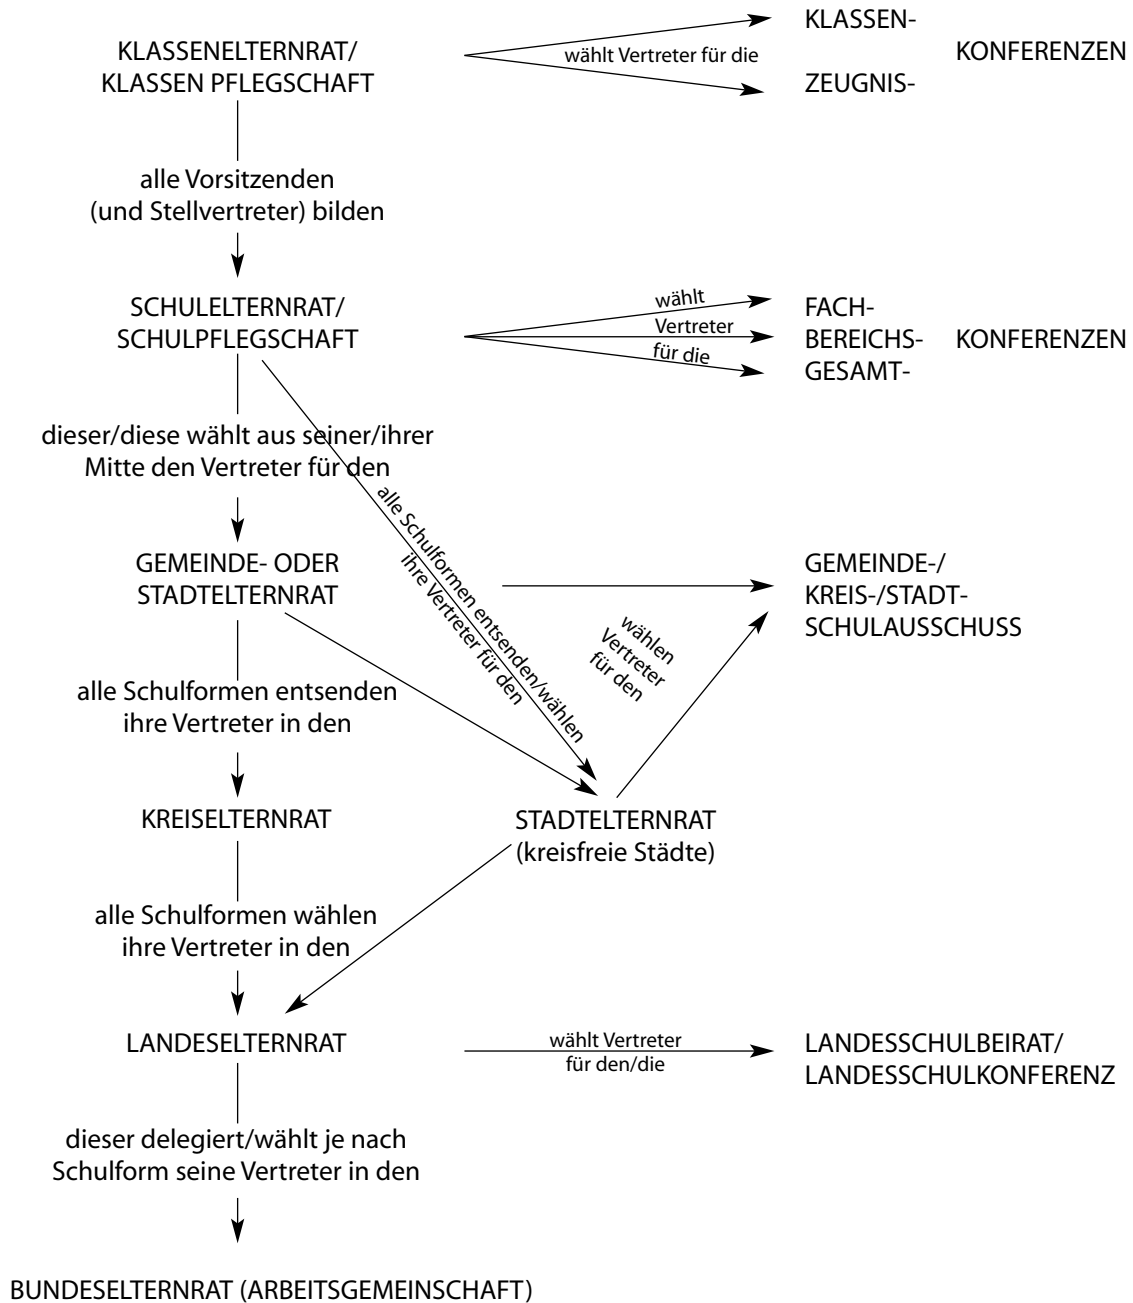 KLASSENELTERNRAT/
KLASSEN PFLEGSCHAFT
wählt Vertreter für die
KLASSEN-
ZEUGNIS-
KONFERENZEN
alle Vorsitzenden
(und Stellvertreter) bilden
SCHULELTERNRAT/
SCHULPFLEGSCHAFT
wählt
Vertreter
für die
FACH-
BEREICHS-
GESAMT-
KONFERENZEN
dieser/diese wählt aus seiner/ihrer
Mitte den Vertreter für den
alle Schulformen entsenden/wählen
ihre Vertreter für den
GEMEINDE- ODER
STADTELTERNRAT
wählen
Vertreter
für den
GEMEINDE-/
KREIS-/STADT-
SCHULAUSSCHUSS
alle Schulformen entsenden
ihre Vertreter in den
KREISELTERNRAT
STADTELTERNRAT
(kreisfreie Städte)
alle Schulformen wählen
ihre Vertreter in den
LANDESELTERNRAT
wählt Vertreter
für den/die
LANDESSCHULBEIRAT/
LANDESSCHULKONFERENZ
dieser delegiert/wählt je nach
Schulform seine Vertreter in den
BUNDESELTERNRAT (ARBEITSGEMEINSCHAFT)